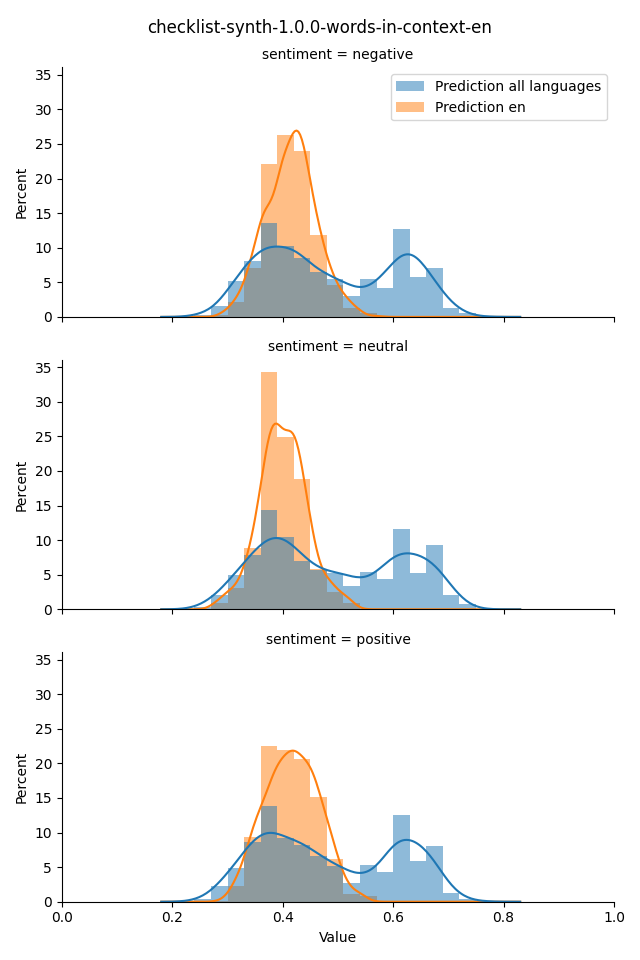 checklist-synth-1.0.0-words-in-context-en
sentiment = negative
35
30
25
20
15
10
5
0
Percent
Prediction all languages
Prediction en
sentiment = neutral
35
30
25
20
15
10
5
0
Percent
sentiment = positive
35
30
25
20
15
10
5
0
Percent
0.0 0.2 0.4 0.6 0.8 1.0
Value